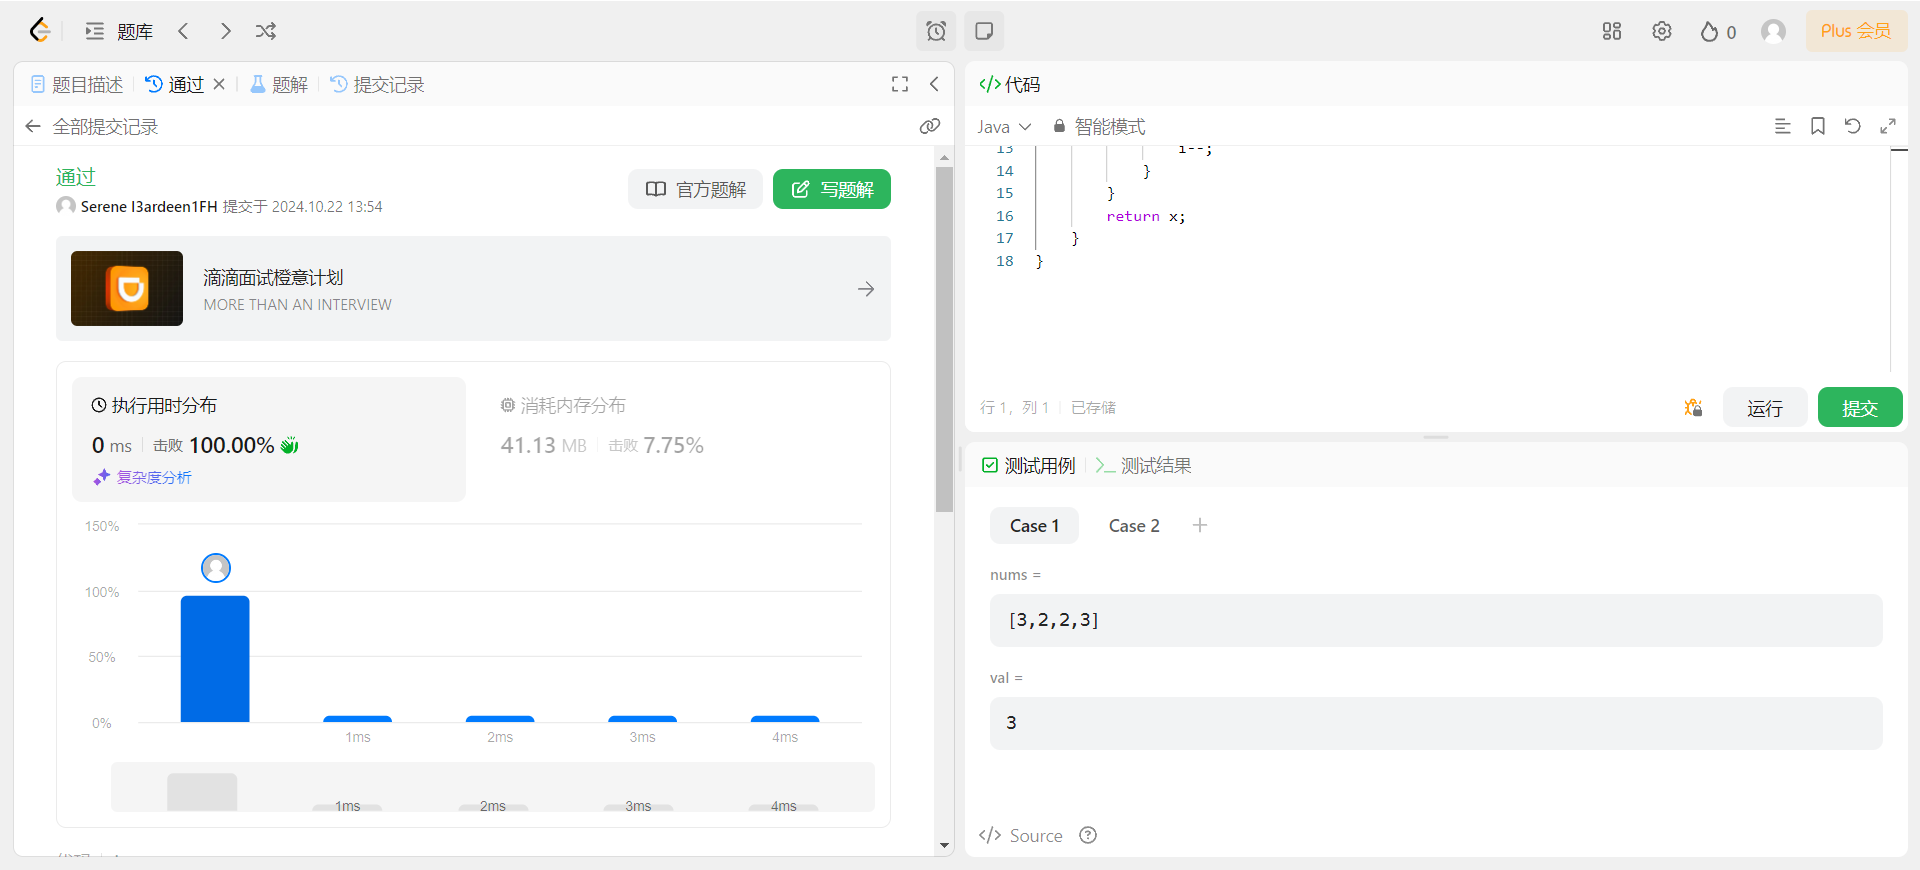 题库
0
Plus 会员
题目描述
通过
题解
提交记录
全部提交记录
通过
Serene I3ardeen1FH 提交于 2024.10.22 13:54
官方题解
写题解
滴滴面试橙意计划
MORE THAN AN INTERVIEW
执行用时分布
0 ms 击败 100.00%
复杂度分析
消耗内存分布
41.13 MB 击败 7.75%
150%
100%
50%
0%
1ms 2ms 3ms 4ms
1ms 2ms 3ms 4ms
</> 代码
Java 智能模式
13 i--;
14 }
15 }
16 return x;
17 }
18 }
行 1, 列 1 已存储
运行
提交
测试用例
测试结果
Case 1 Case 2 +
nums =
[3,2,2,3]
val =
3
</> Source